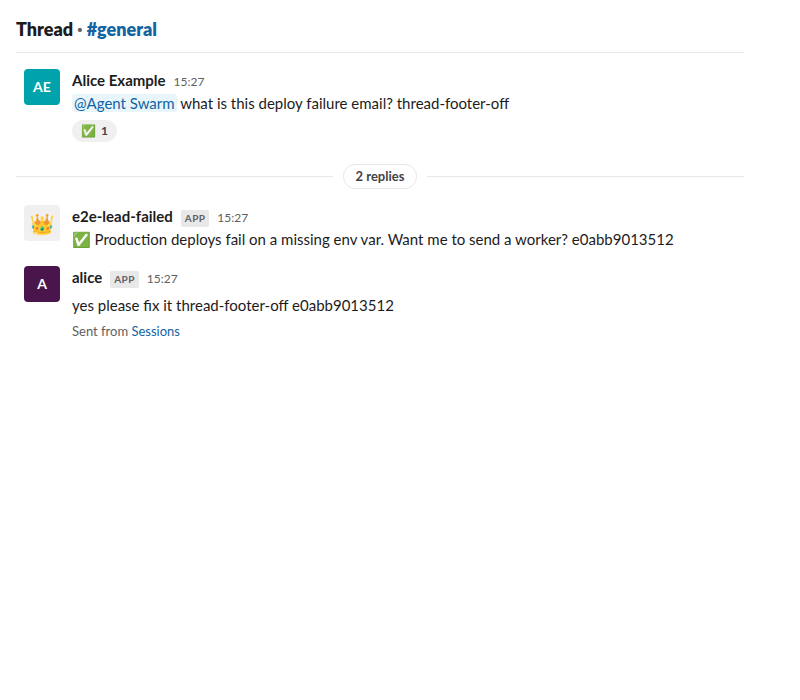 Thread • #general
AE
Alice Example 15:27
@Agent Swarm what is this deploy failure email? thread-footer-off
✅ 1
2 replies
e2e-lead-failed APP 15:27
✅ Production deploys fail on a missing env var. Want me to send a worker? e0abb9013512
A
alice APP 15:27
yes please fix it thread-footer-off e0abb9013512
Sent from Sessions